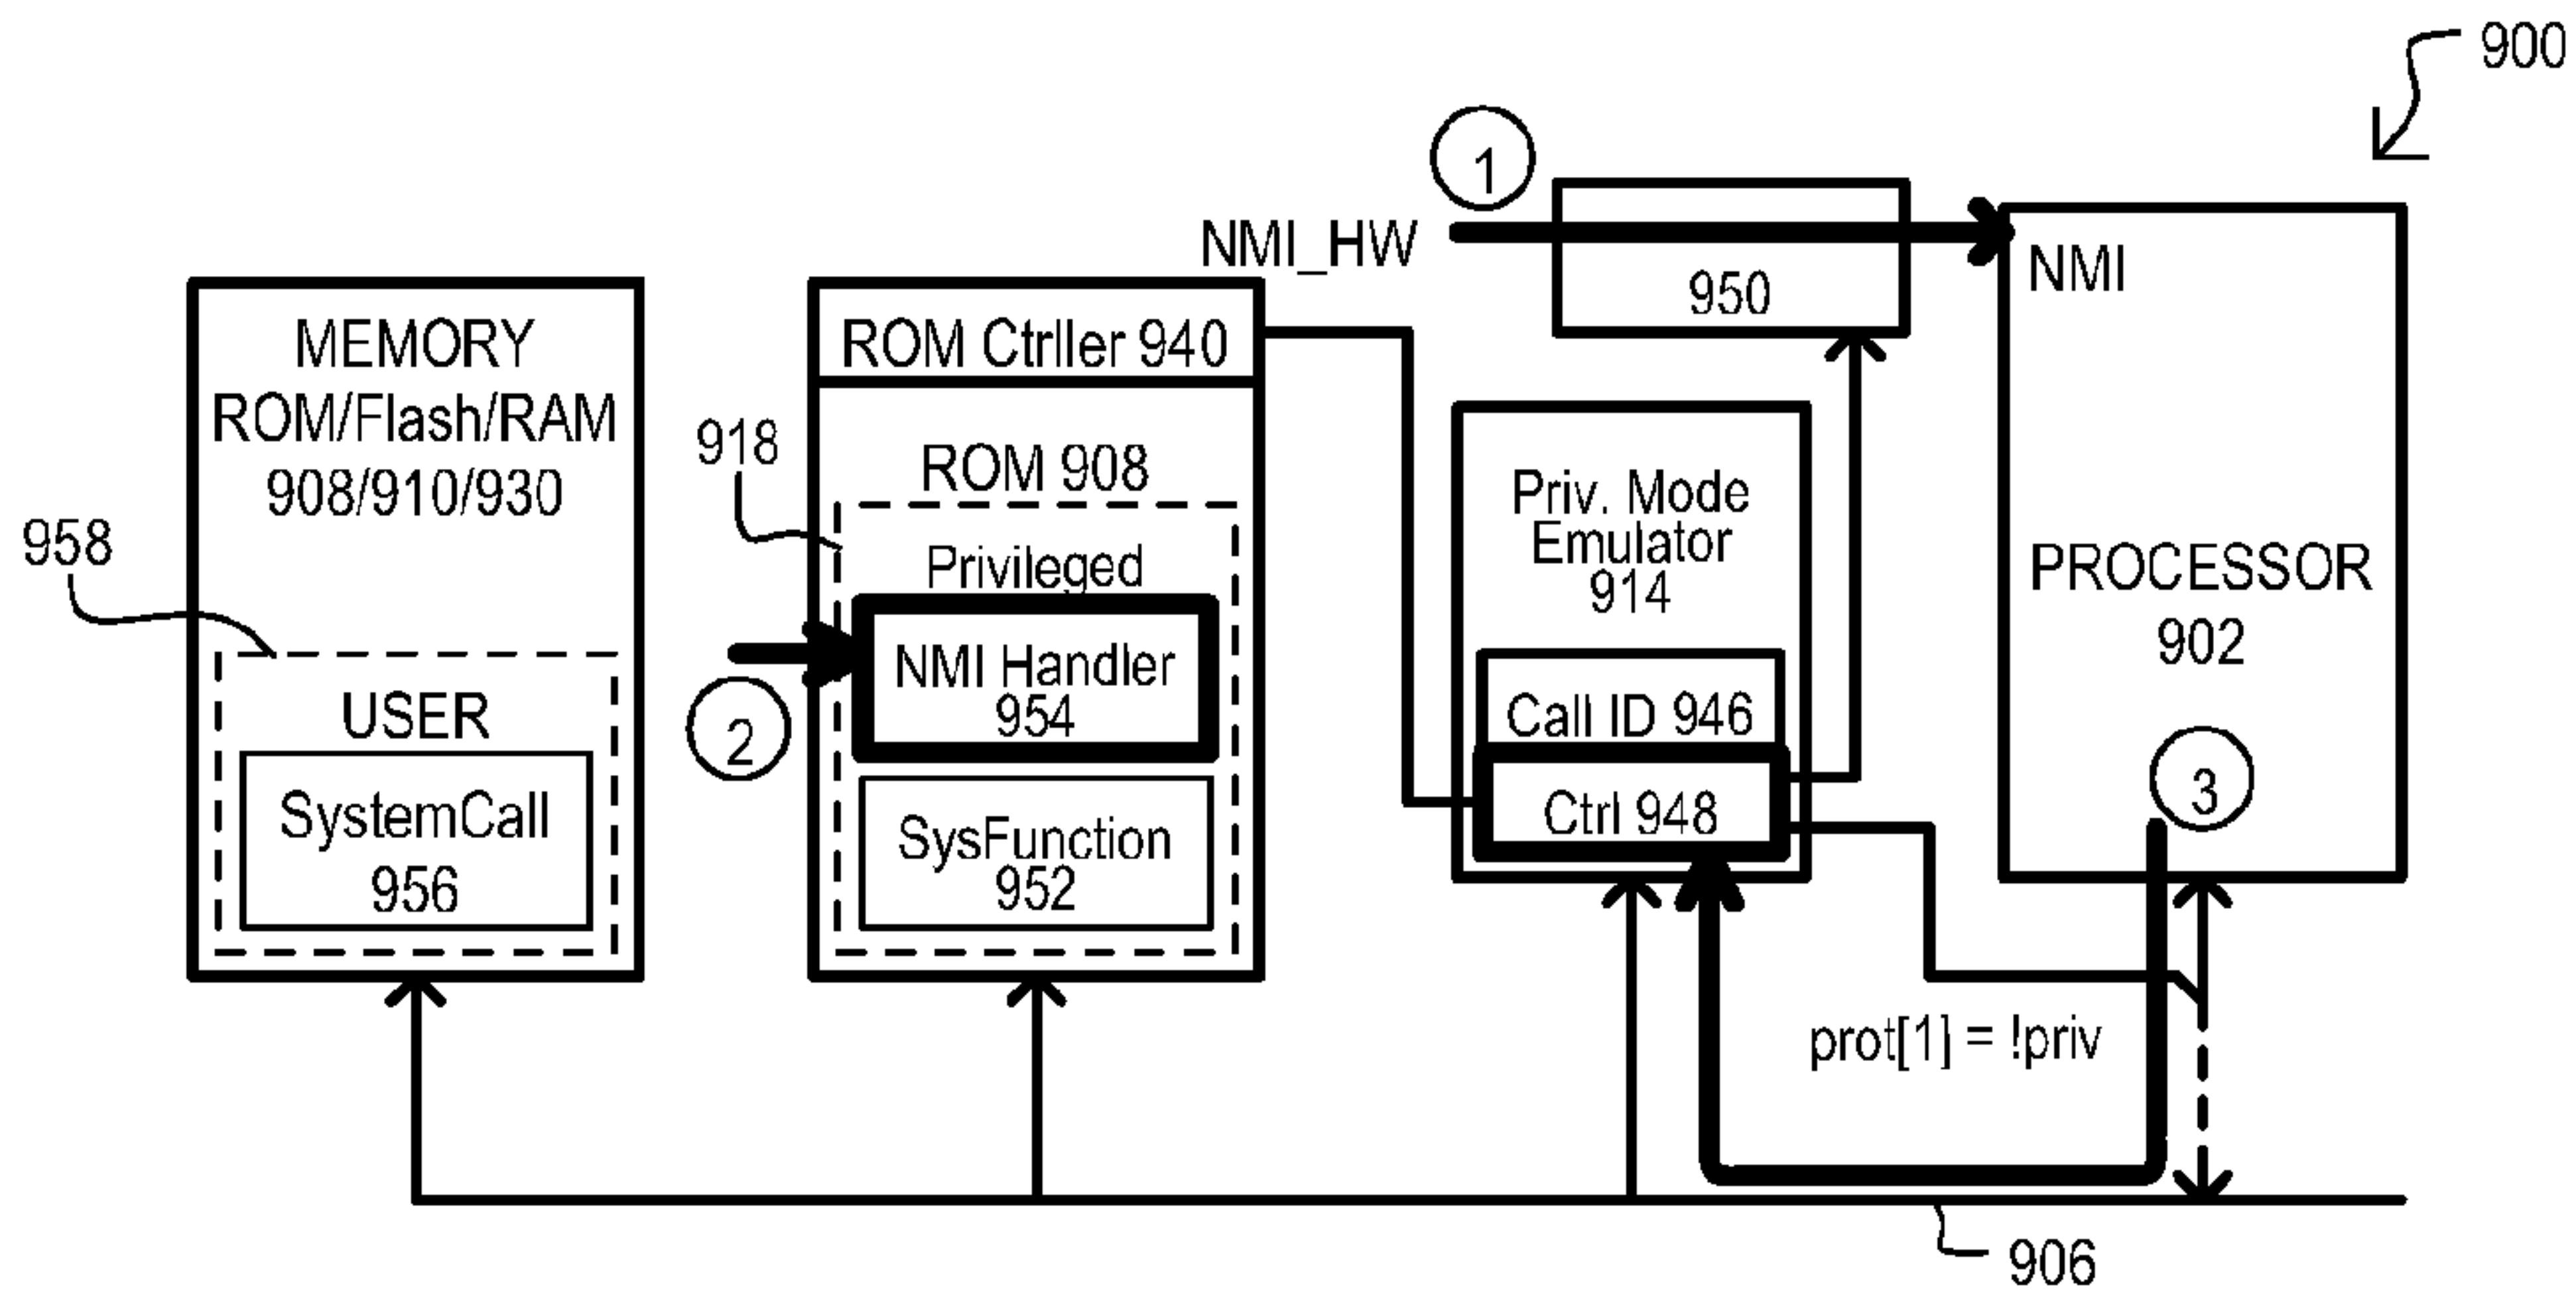 900
1
NMI_HW
950
NMI
PROCESSOR
902
3
MEMORY
ROM/Flash/RAM
908/910/930
958
USER
SystemCall
956
ROM Ctrller 940
918
ROM 908
Privileged
NMI Handler
954
2
SysFunction
952
Priv. Mode
Emulator
914
Call ID 946
Ctrl 948
prot[1] = !priv
906